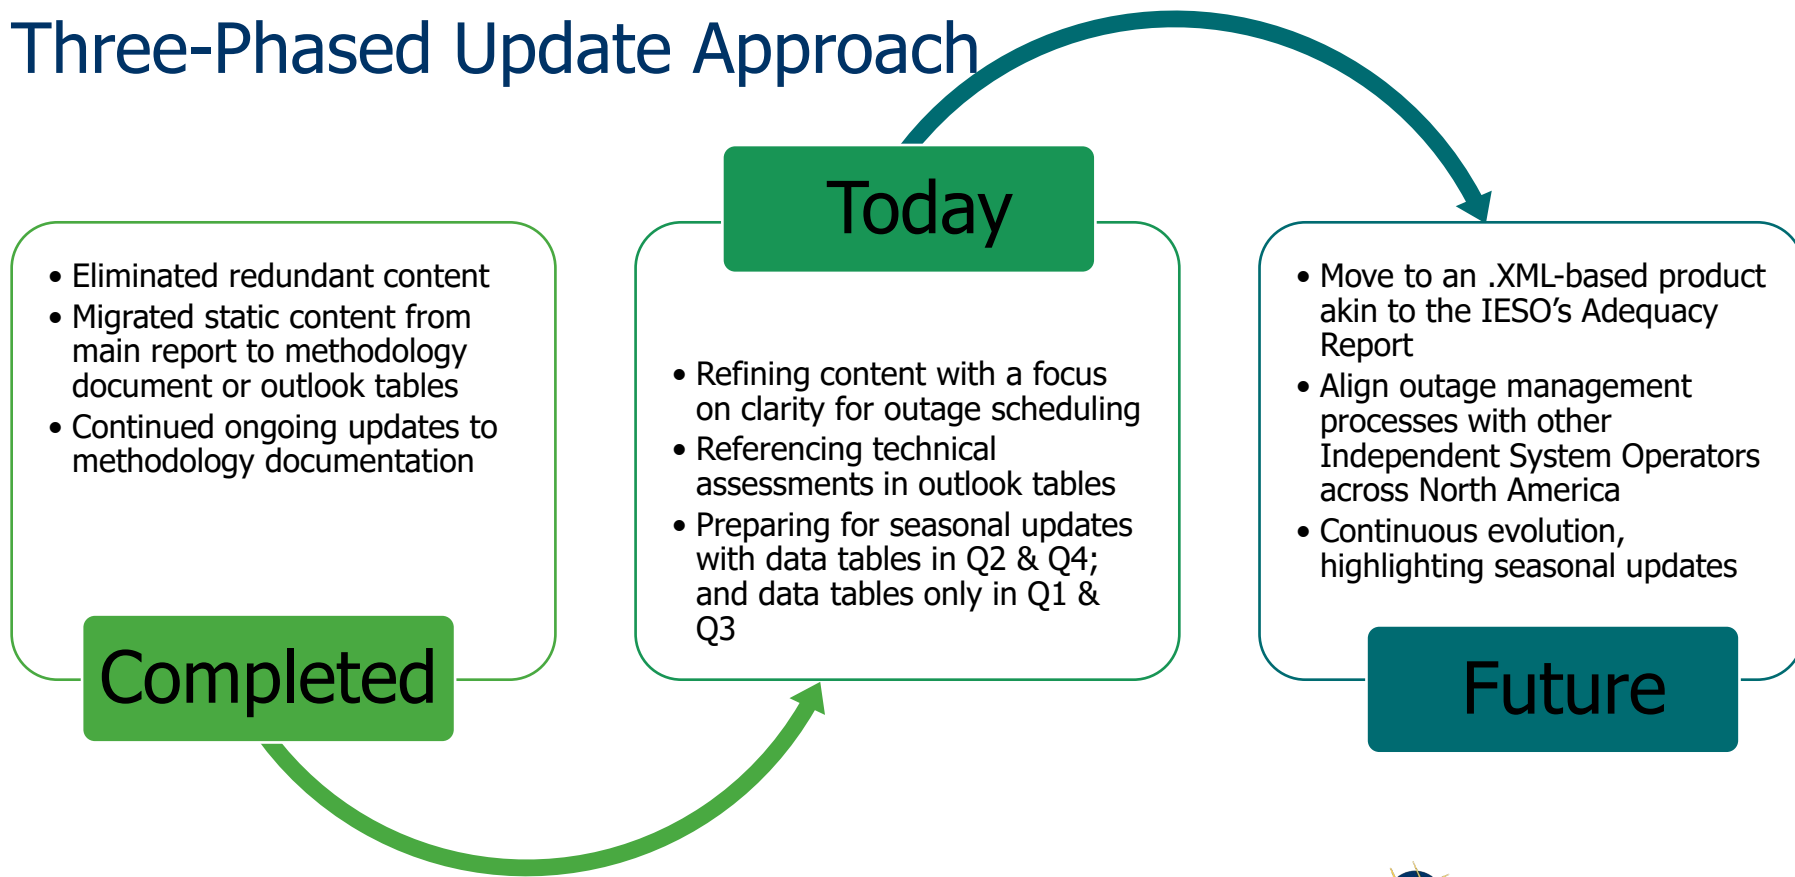 Three-Phased Update Approach
• Eliminated redundant content
• Migrated static content from
main report to methodology
document or outlook tables
• Continued ongoing updates to
methodology documentation
Completed
Today
• Refining content with a focus
on clarity for outage scheduling
• Referencing technical
assessments in outlook tables
• Preparing for seasonal updates
with data tables in Q2 & Q4;
and data tables only in Q1 &
Q3
• Move to an .XML-based product
akin to the IESO’s Adequacy
Report
• Align outage management
processes with other
Independent System Operators
across North America
• Continuous evolution,
highlighting seasonal updates
Future